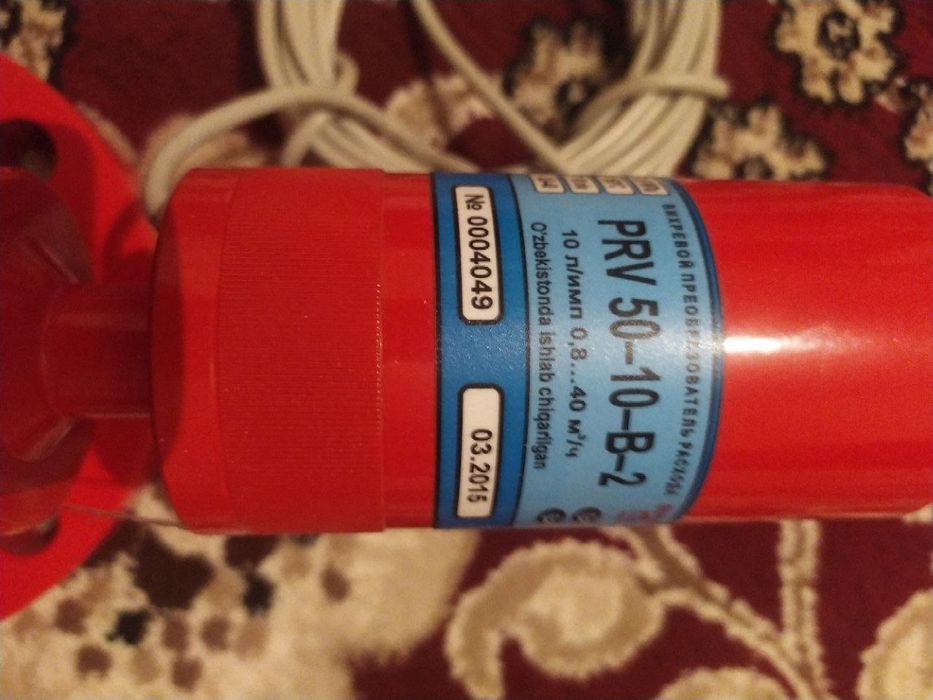 ВИХРЕВОЙ ПРЕОБРАЗОВАТЕЛЬ РАСХОДА
PRV 50-10-В-2
10 л/имп 0,8...40 м³/ч
O'zbekistonda ishlab chiqarilgan
№ 0004049
03.2015